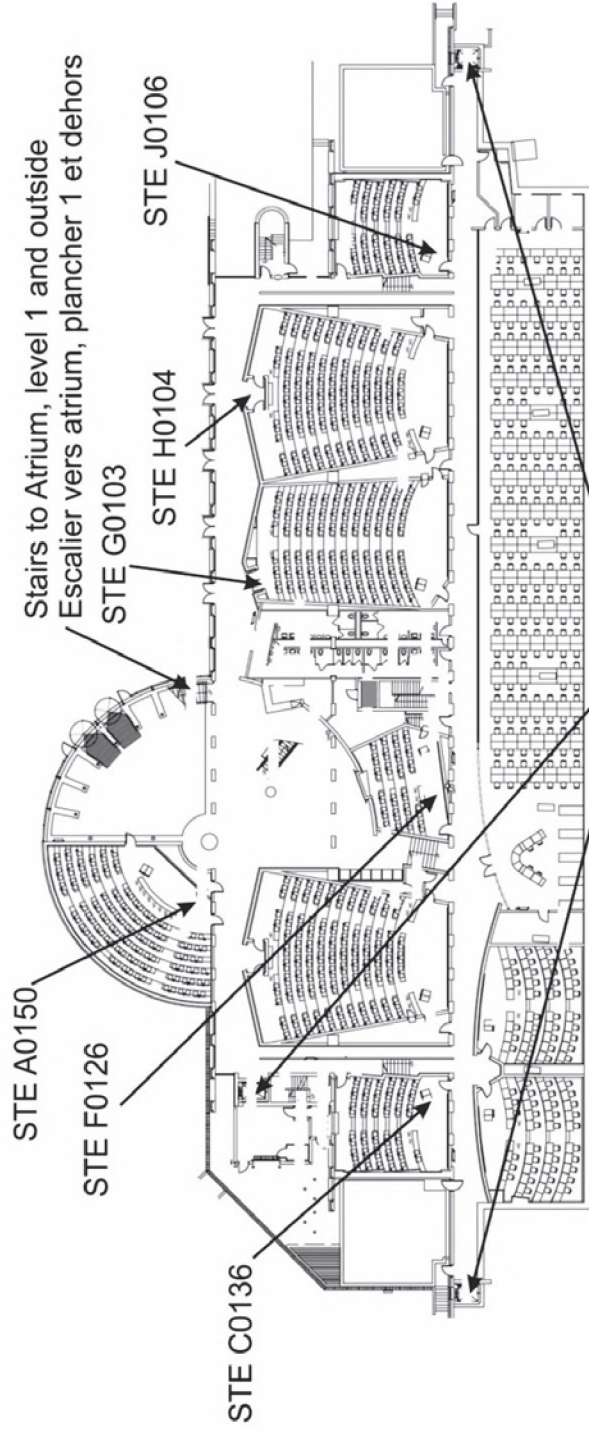 STE A0150
STE F0126
STE C0136
Stairs to Atrium, level 1 and outside
Escalier vers atrium, plancher 1 et dehors
STE G0103
STE H0104
STE J0106